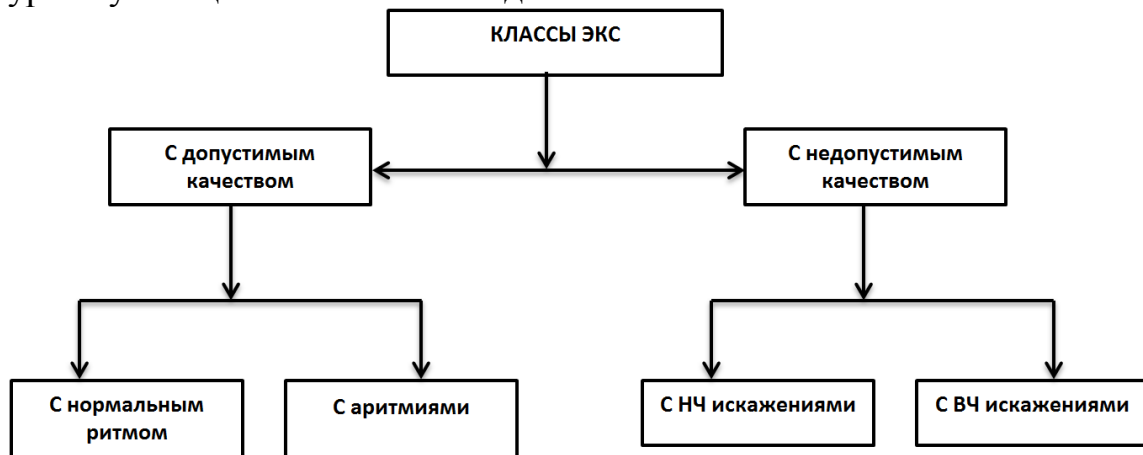 КЛАССЫ ЭКС
С допустимым
качеством
С недопустимым
качеством
С нормальным
ритмом
С аритмиями
С НЧ искажениями
С ВЧ искажениями